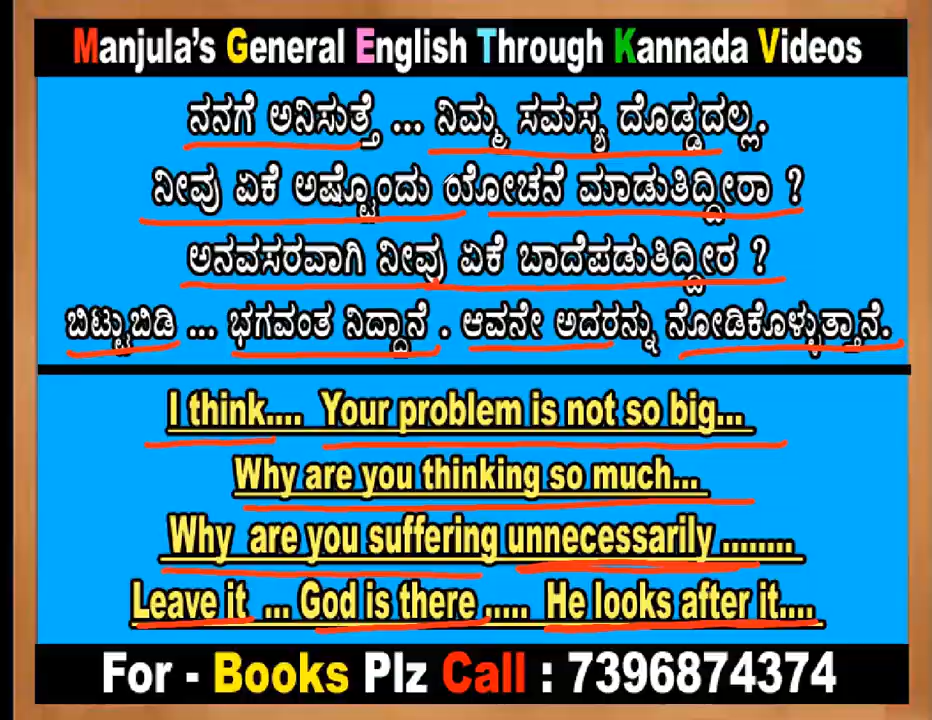 Manjula's General English Through Kannada Videos
ನನಗೆ ಅನಿಸುತ್ತೆ ... ನಿಮ್ಮ ಸಮಸ್ಯ ದೊಡ್ಡದಲ್ಲ.
ನೀವು ಏಕೆ ಅಷ್ಟೊಂದು ಯೋಚನೆ ಮಾಡುತಿದ್ದೀರಾ ?
ಅನವಸರವಾಗಿ ನೀವು ಏಕೆ ಬಾದೆಪಡುತಿದ್ದೀರ ?
ಬಿಟ್ಟುಬಿಡಿ ... ಭಗವಂತ ನಿದ್ದಾನೆ . ಆವನೇ ಅದರನ್ನು ನೋಡಿಕೊಳ್ಳುತ್ತಾನೆ.
I think.... Your problem is not so big...
Why are you thinking so much...
Why are you suffering unnecessarily ........
Leave it ... God is there ..... He looks after it....
For - Books Plz Call : 7396874374